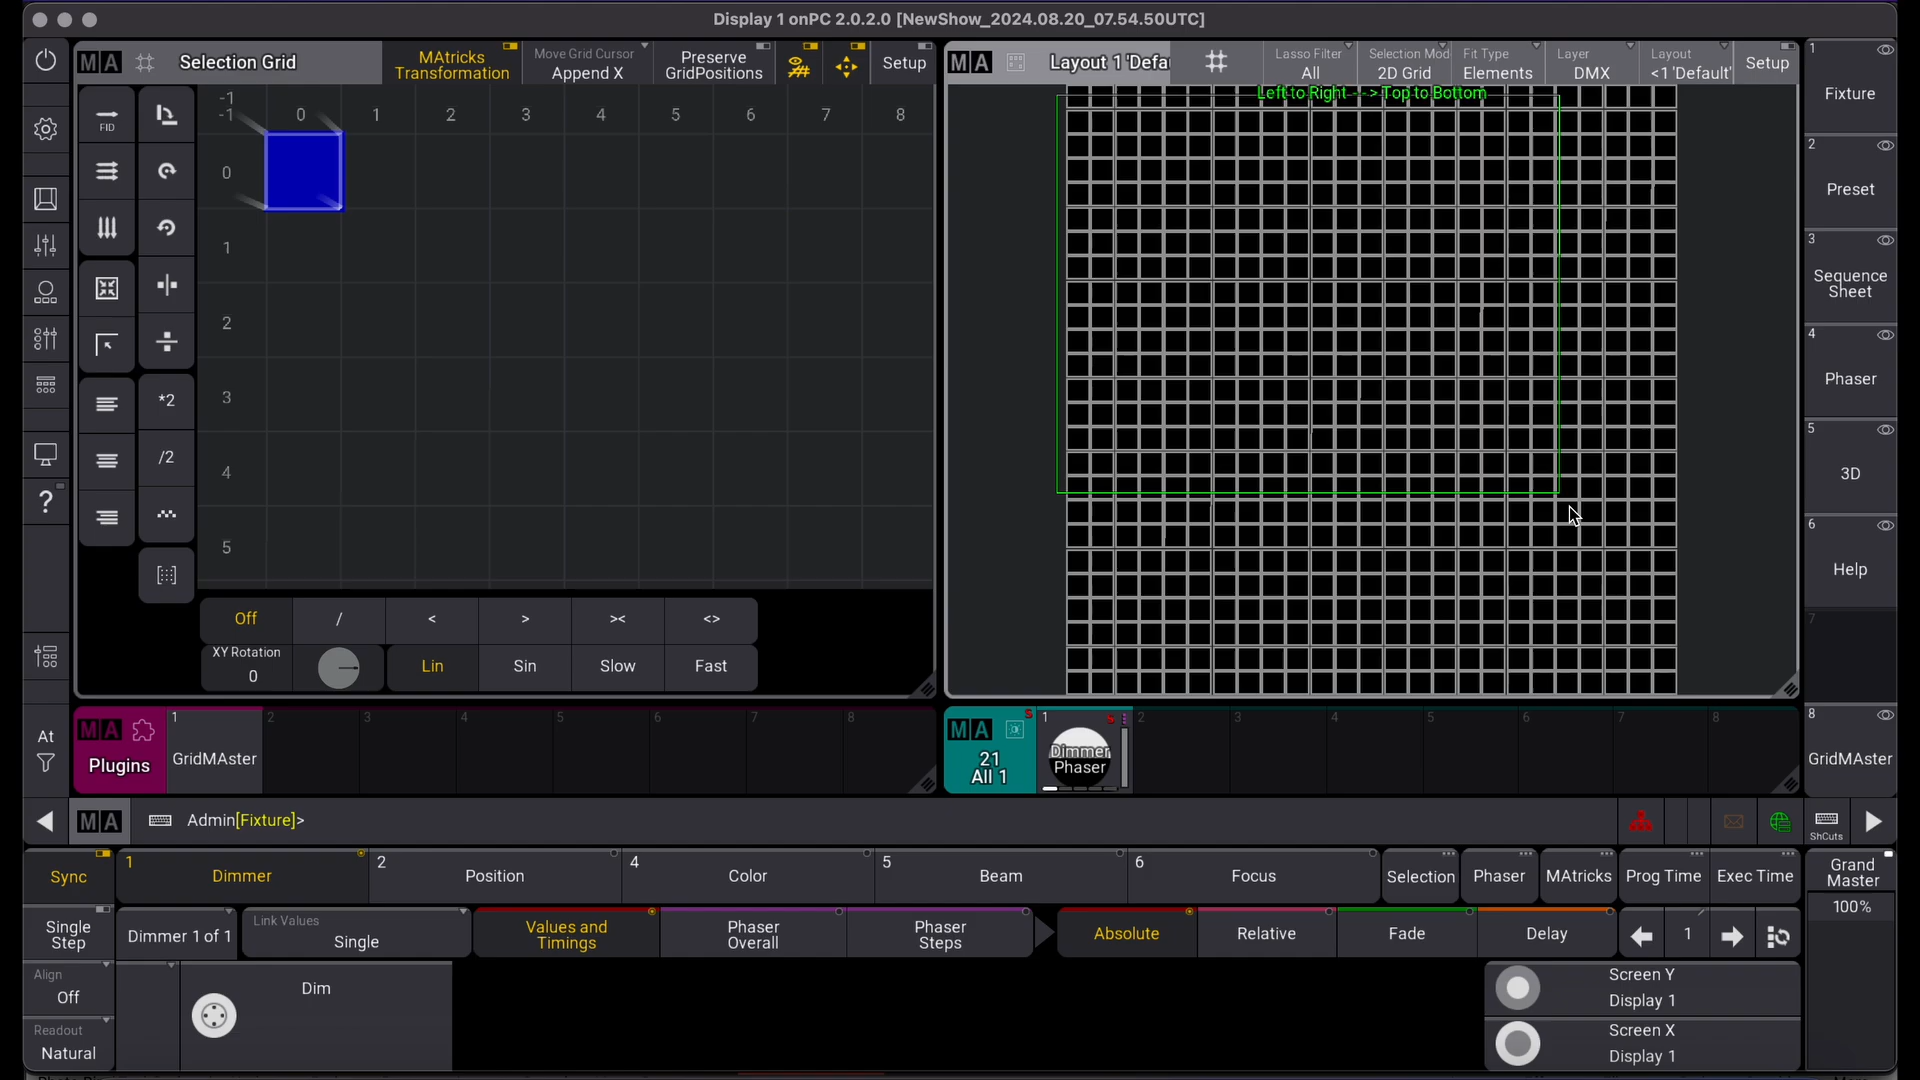 Display 1 onPC 2.0.2.0 [NewShow_2024.08.20_07.54.50UTC]
MA Selection Grid
MAtricks Transformation
Move Grid Cursor
Append X
Preserve GridPositions
Setup
MA Layout 1 'Defau
Lasso Filter
All
Selection Mod
2D Grid
Fit Type
Elements
Layer
DMX
Layout
<1 'Default'
Setup
1
Fixture
2
Preset
3
Sequence Sheet
4
Phaser
5
3D
6
Help
7
8
GridMAster
Left to Right ---> Top to Bottom
-1
-1 0 1 2 3 4 5 6 7 8
0
1
2
3
4
5
FID
*2
/2
?
Off / < > >< <>
XY Rotation
0
Lin Sin Slow Fast
At
MA
Plugins
1
GridMAster
2 3 4 5 6 7 8
MA
S
21
All 1
1
S
Dimmer
Phaser
2 3 4 5 6 7 8
MA Admin[Fixture]>
ShCuts
Sync
1
Dimmer
2
Position
4
Color
5
Beam
6
Focus
Selection
Phaser
MAtricks
Prog Time
Exec Time
Grand Master
100%
Single Step
Dimmer 1 of 1
Link Values
Single
Values and Timings
Phaser Overall
Phaser Steps
Absolute
Relative
Fade
Delay
1
Align
Off
Readout
Natural
Dim
Screen Y
Display 1
Screen X
Display 1